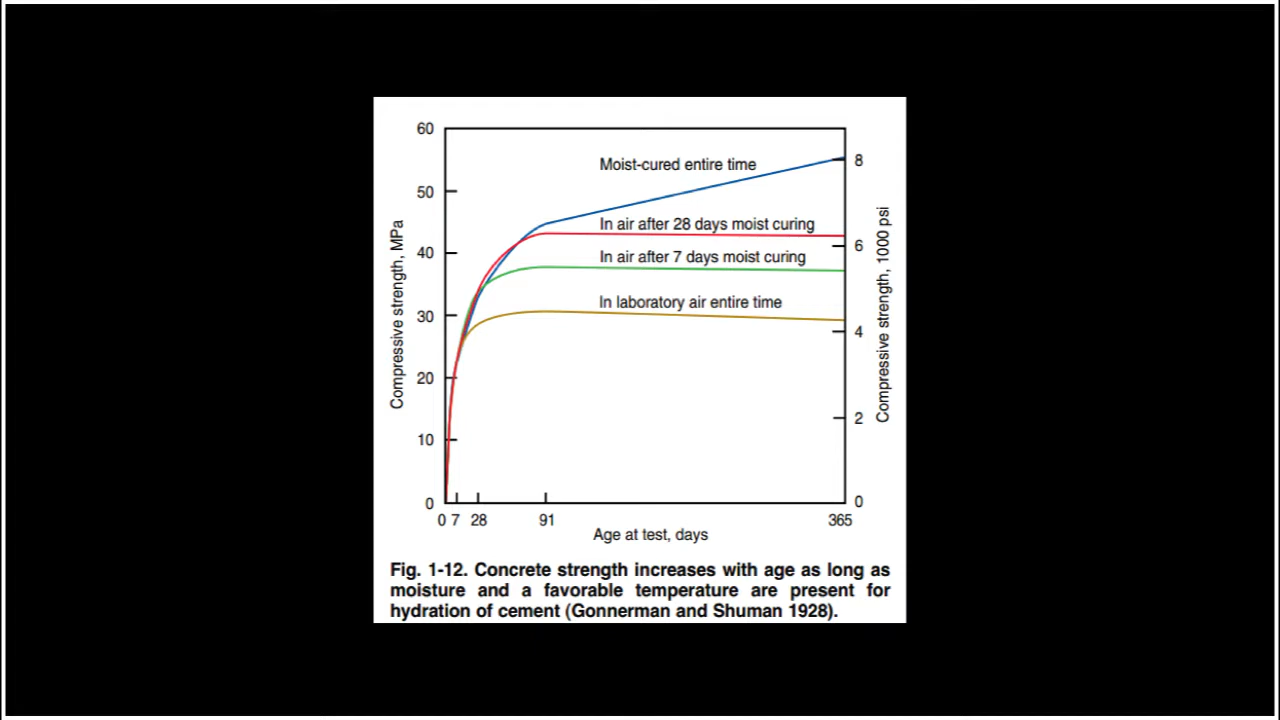 60
Moist-cured entire time
8
50
In air after 28 days moist curing
6
40
In air after 7 days moist curing
In laboratory air entire time
30
4
20
2
10
0
0
Compressive strength, MPa
Compressive strength, 1000 psi
0 7 28 91 365
Age at test, days
Fig. 1-12. Concrete strength increases with age as long as
moisture and a favorable temperature are present for
hydration of cement (Gonnerman and Shuman 1928).